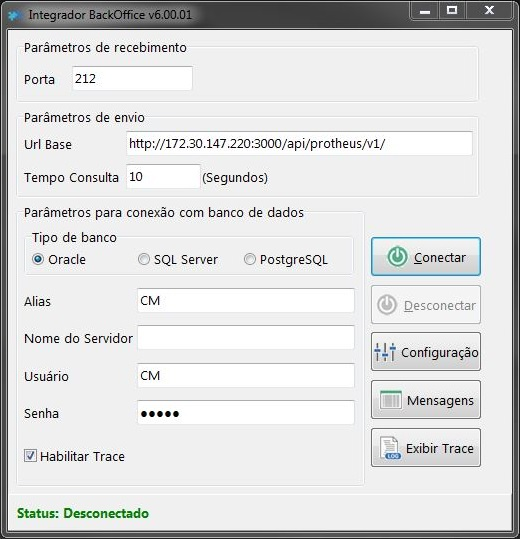 Integrador BackOffice v6.00.01
Parâmetros de recebimento
Porta 212
Parâmetros de envio
Url Base http://172.30.147.220:3000/api/protheus/v1/
Tempo Consulta 10 (Segundos)
Parâmetros para conexão com banco de dados
Tipo de banco
Oracle SQL Server PostgreSQL
Alias CM
Nome do Servidor
Usuário CM
Senha ●●●●●
Habilitar Trace
Conectar
Desconectar
Configuração
Mensagens
LOG Exibir Trace
Status: Desconectado